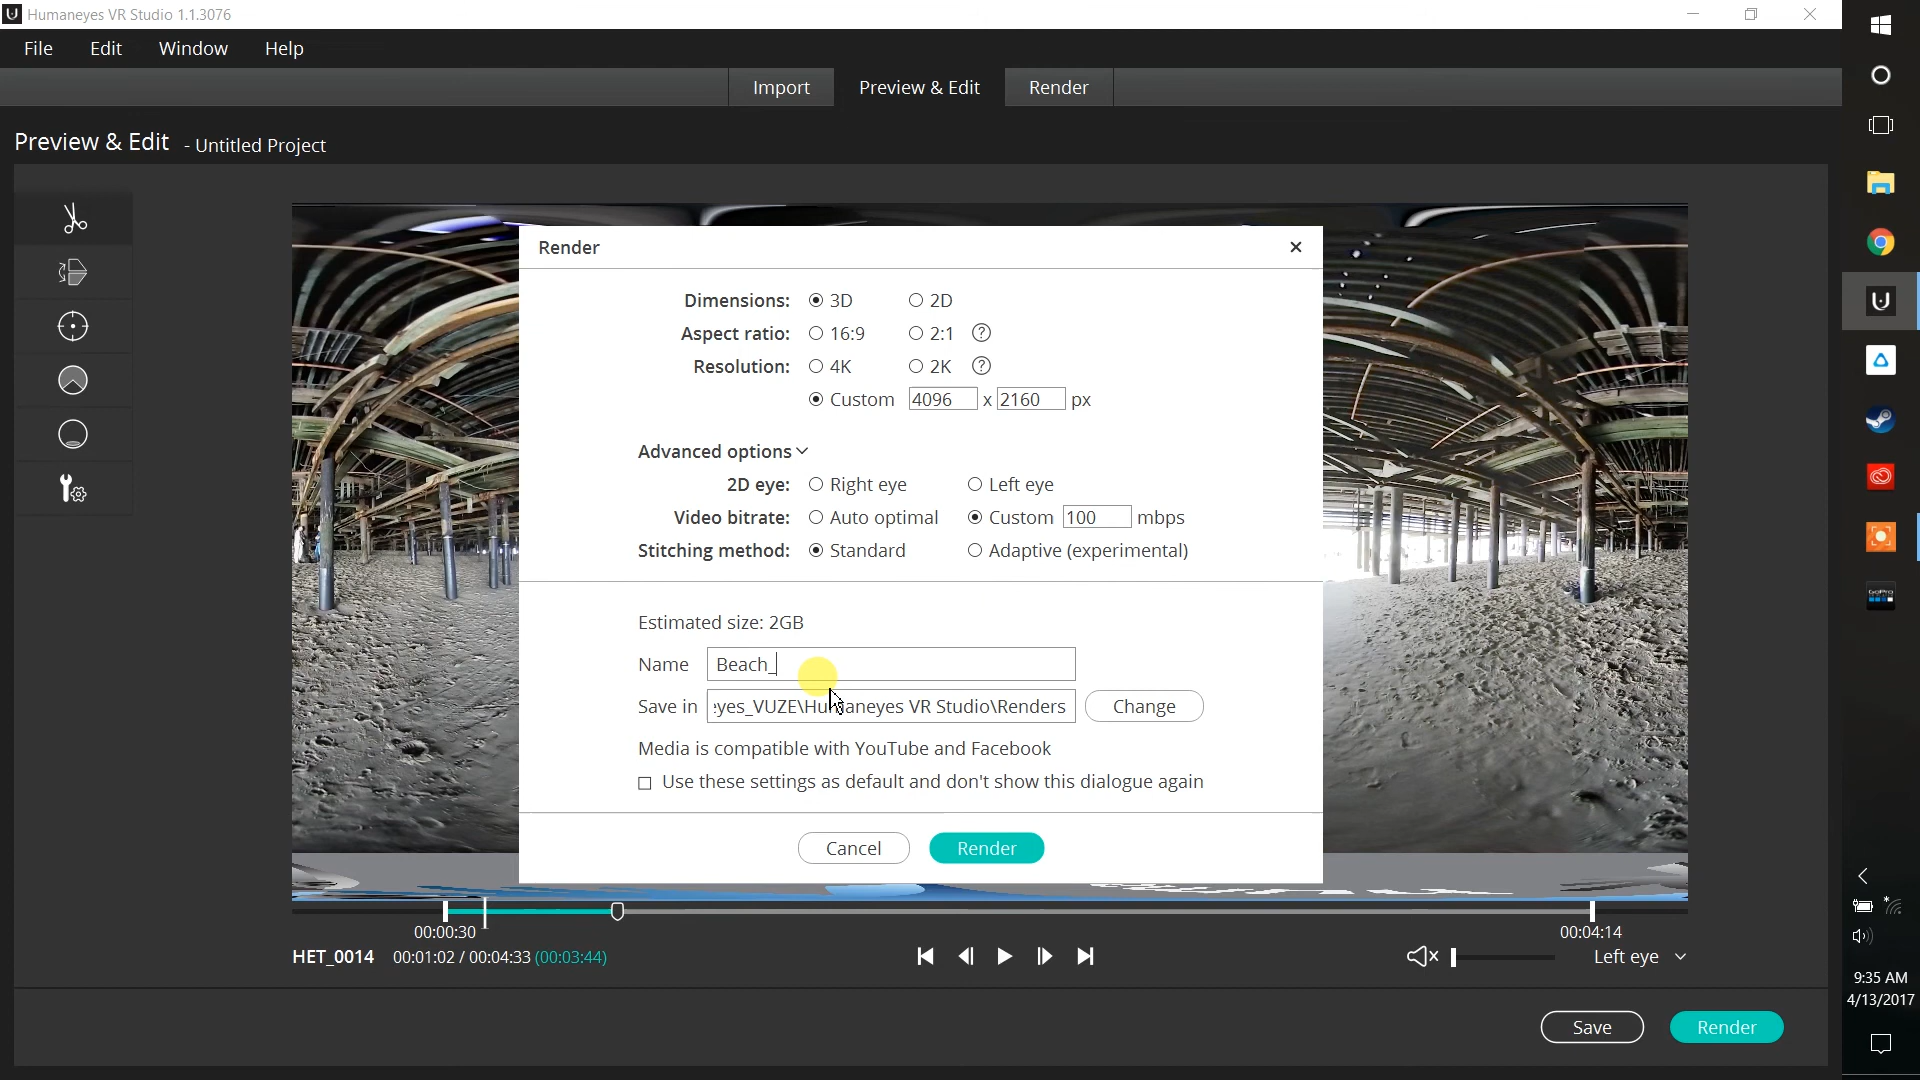 Humaneyes VR Studio 1.1.3076
File Edit Window Help
Import Preview & Edit Render
Preview & Edit - Untitled Project
Render
Dimensions: 3D 2D
Aspect ratio: 16:9 2:1 ?
Resolution: 4K 2K ?
Custom 4096 x 2160 px
Advanced options
2D eye: Right eye Left eye
Video bitrate: Auto optimal Custom 100 mbps
Stitching method: Standard Adaptive (experimental)
Estimated size: 2GB
Name Beach_
Save in yes_VUZE\Humaneyes VR Studio\Renders Change
Media is compatible with YouTube and Facebook
Use these settings as default and don't show this dialogue again
Cancel Render
00:00:30 00:04:14
HET_0014 00:01:02 / 00:04:33 (00:03:44) Left eye
Save Render
GoPro
9:35 AM
4/13/2017